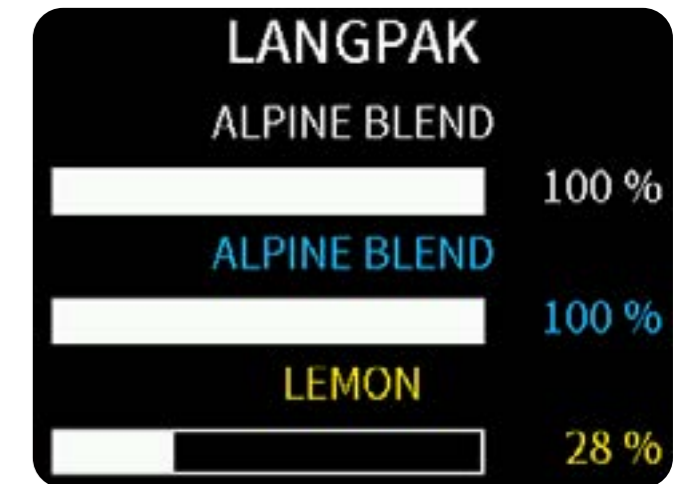 LANGPAK
ALPINE BLEND
100 %
ALPINE BLEND
100 %
LEMON
28 %